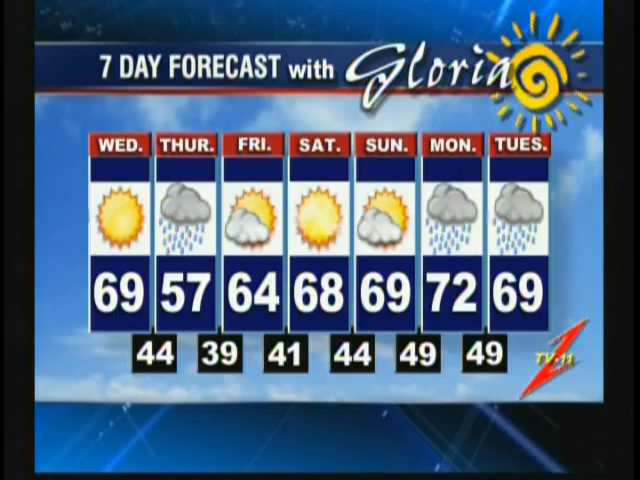 7 DAY FORECAST with Gloria
WED. THUR. FRI. SAT. SUN. MON. TUES.
69 57 64 68 69 72 69
44 39 41 44 49 49
TV-11